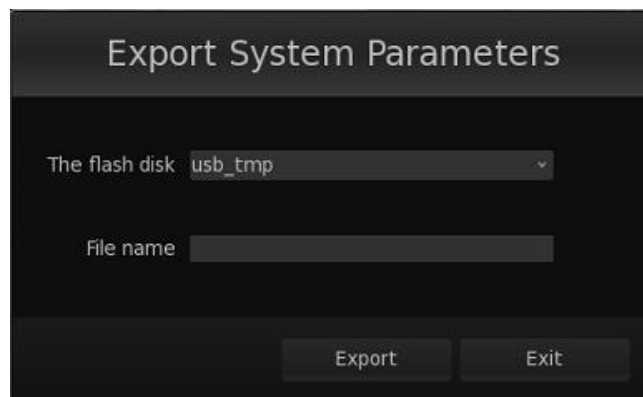 Export System Parameters
The flash disk usb_tmp
File name
Export Exit